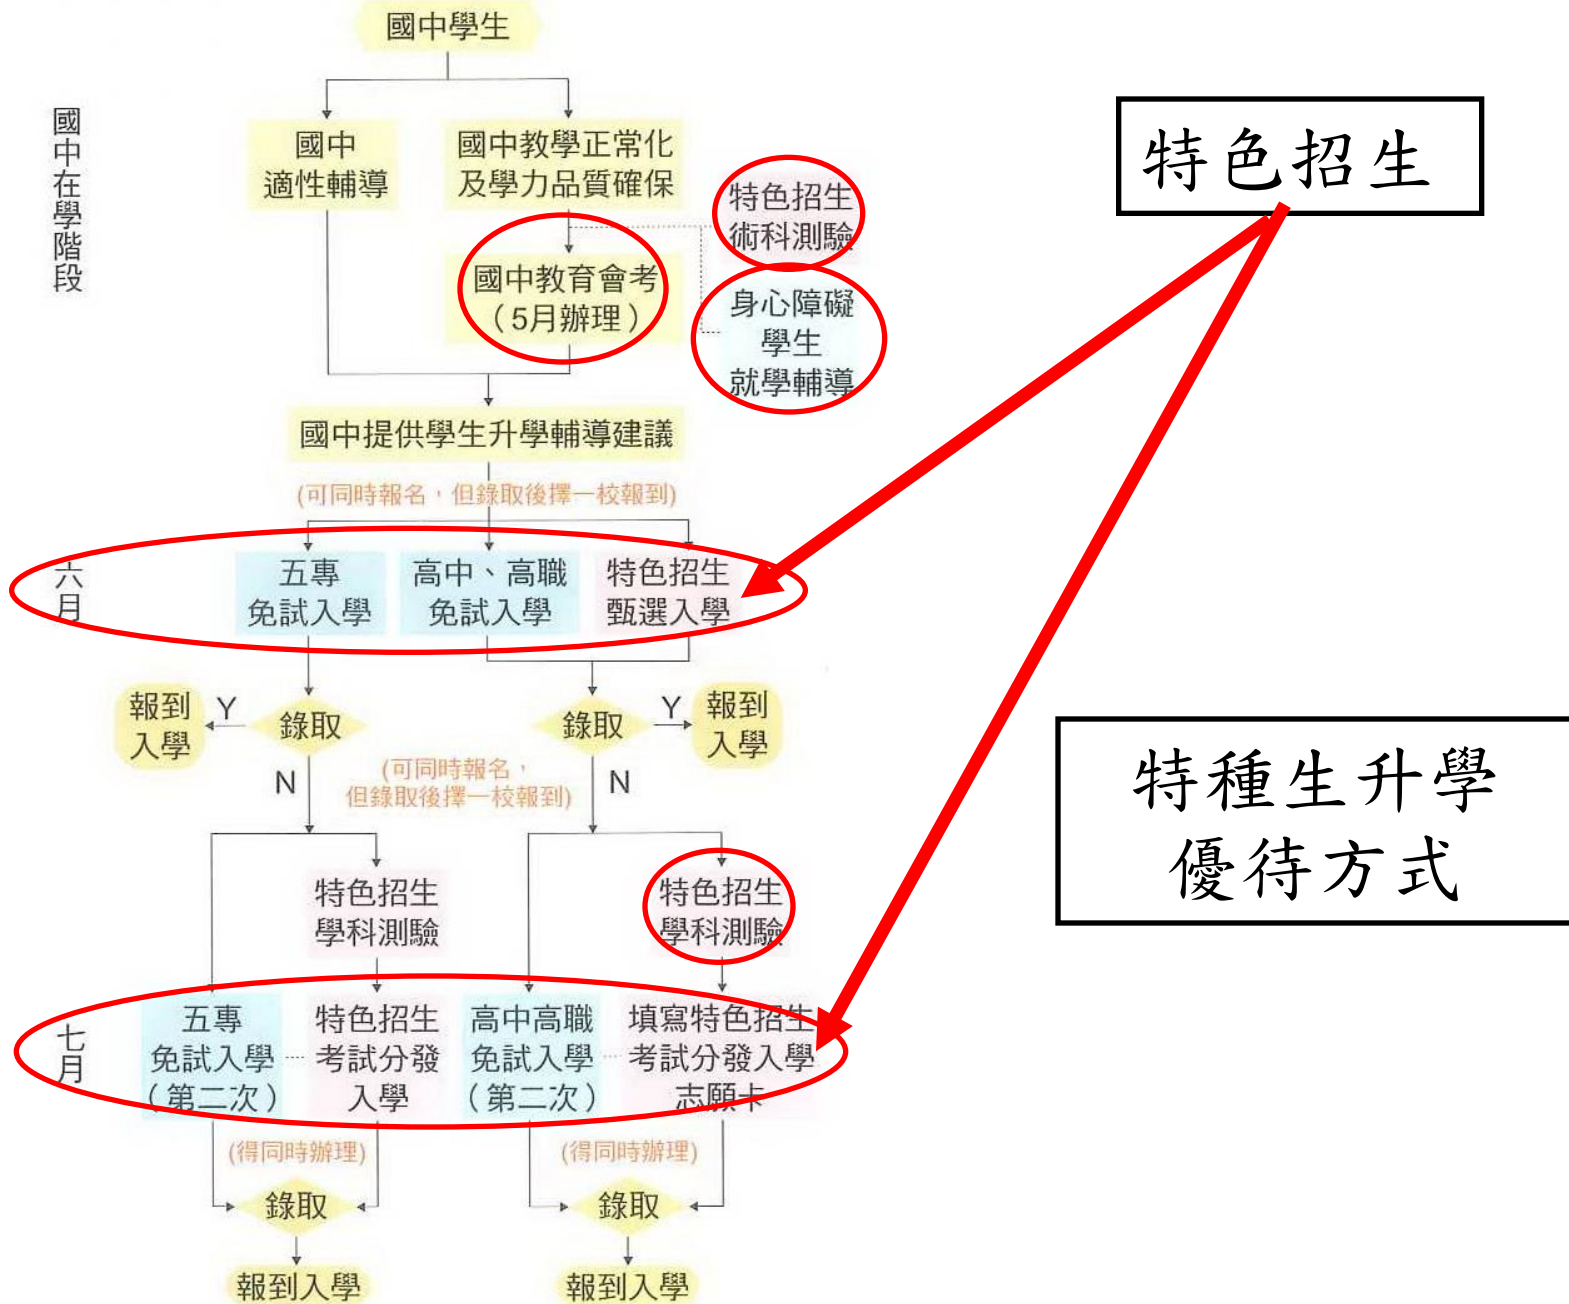 國中學生
國中在學階段
國中
適性輔導
國中教學正常化
及學力品質確保
特色招生
術科測驗
國中教育會考
（5月辦理）
身心障礙
學生
就學輔導
國中提供學生升學輔導建議
(可同時報名，但錄取後擇一校報到)
六月
五專
免試入學
高中、高職
免試入學
特色招生
甄選入學
報到
入學
Y
錄取
N
錄取
Y
報到
入學
N
(可同時報名，
但錄取後擇一校報到)
特色招生
學科測驗
特色招生
學科測驗
七月
五專
免試入學
（第二次）
特色招生
考試分發
入學
高中高職
免試入學
（第二次）
填寫特色招生
考試分發入學
志願卡
(得同時辦理)
(得同時辦理)
錄取
錄取
報到入學
報到入學
特色招生
特種生升學
優待方式